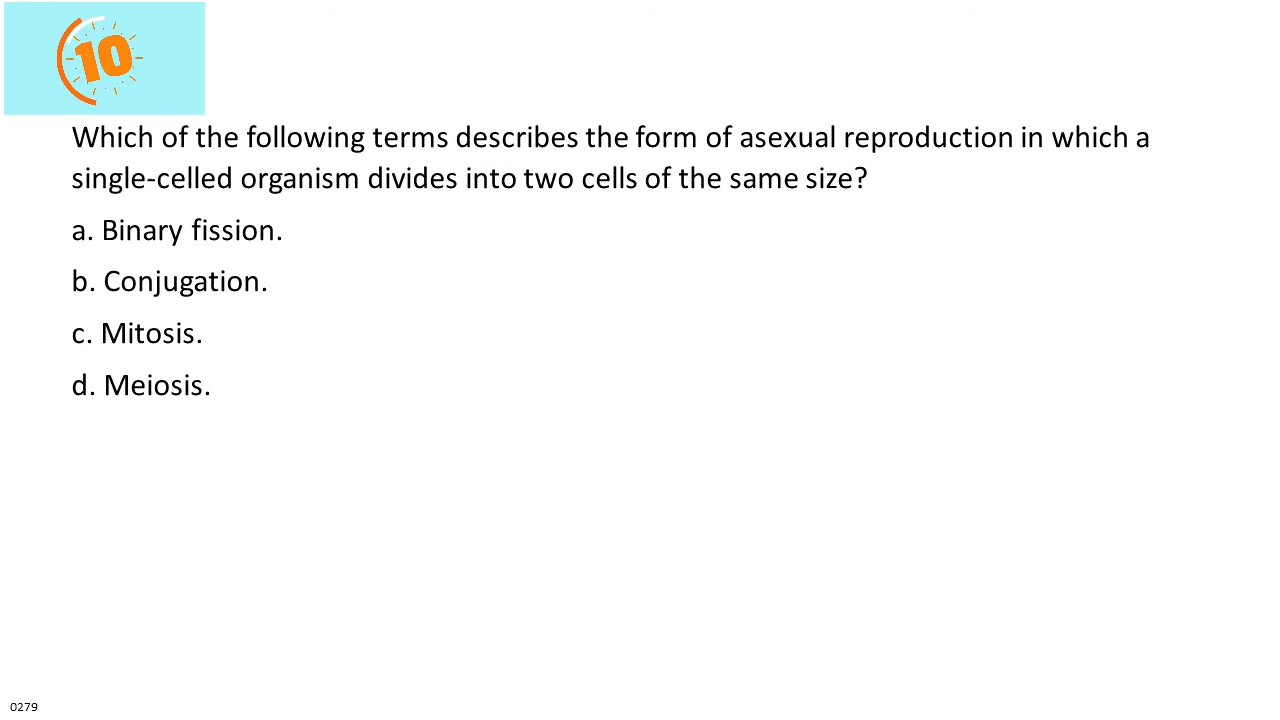 10
Which of the following terms describes the form of asexual reproduction in which a
single-celled organism divides into two cells of the same size?
a. Binary fission.
b. Conjugation.
c. Mitosis.
d. Meiosis.
0279